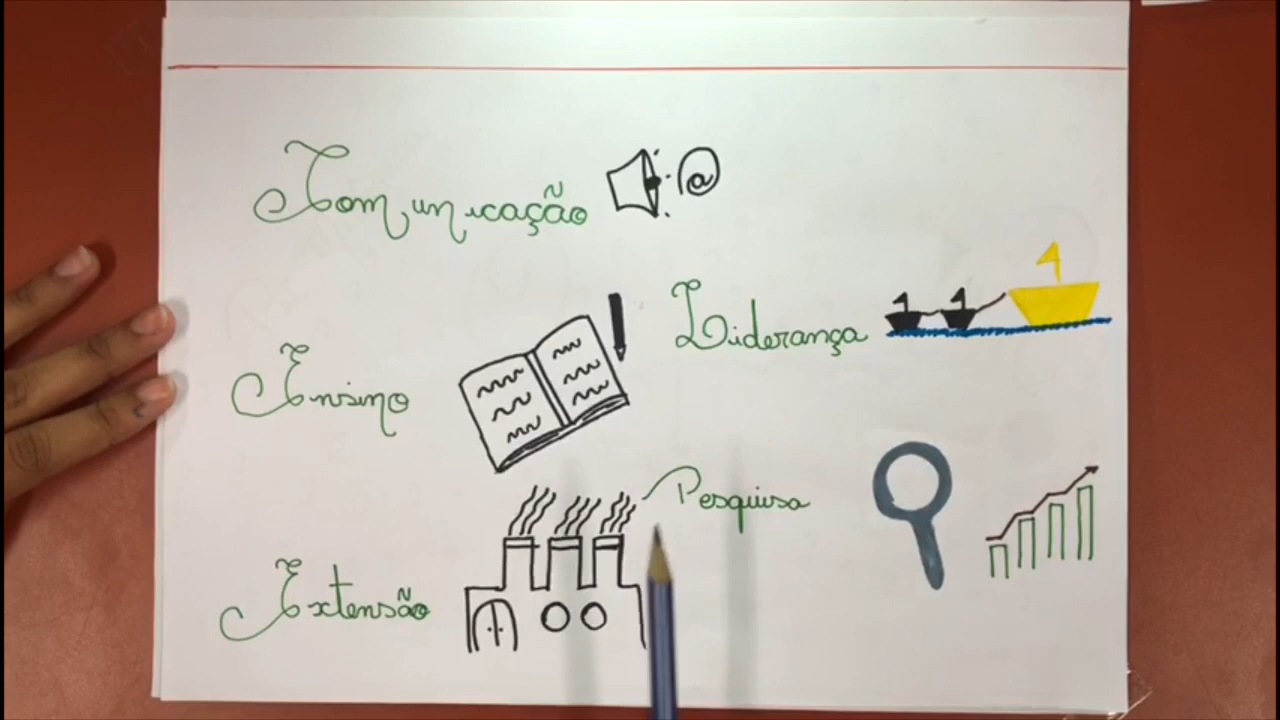 Comunicação @
Liderança
Ensino
Pesquisa
Extensão